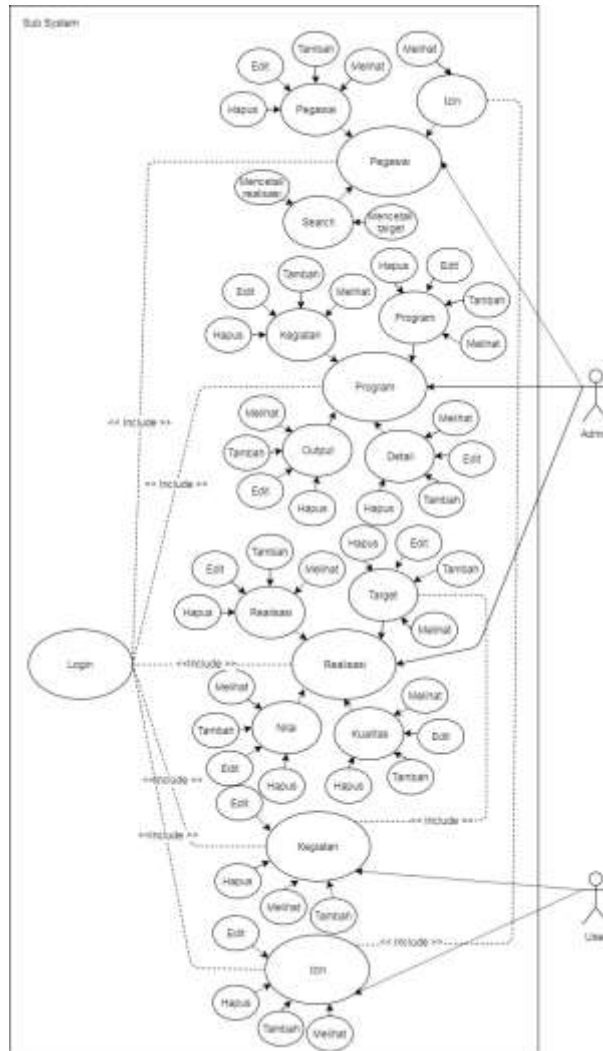 Sub System
Tambah
Edit
Melihat
Hapus
Pegawai
Melihat
Izin
Pegawai
Mencetak
realisasi
Search
Mencetak
target
Tambah
Edit
Melihat
Hapus
Kegiatan
Hapus
Edit
Tambah
Program
Melihat
Program
Admi
Melihat
Tambah
Output
Edit
Hapus
Melihat
Detail
Edit
Tambah
Hapus
<< Include >>
<< Include >>
Tambah
Edit
Melihat
Hapus
Realisasi
Hapus
Edit
Tambah
Target
Melihat
Login
<<Include >>
Realisasi
Melihat
Tambah
Nilai
Edit
Hapus
Melihat
Kualitas
Edit
Tambah
Hapus
<<Include >>
Edit
<<Include >>
<< Include >>
Kegiatan
Hapus
Melihat
Tambah
Use
Edit
<< Include >>
Izin
Hapus
Tambah
Melihat